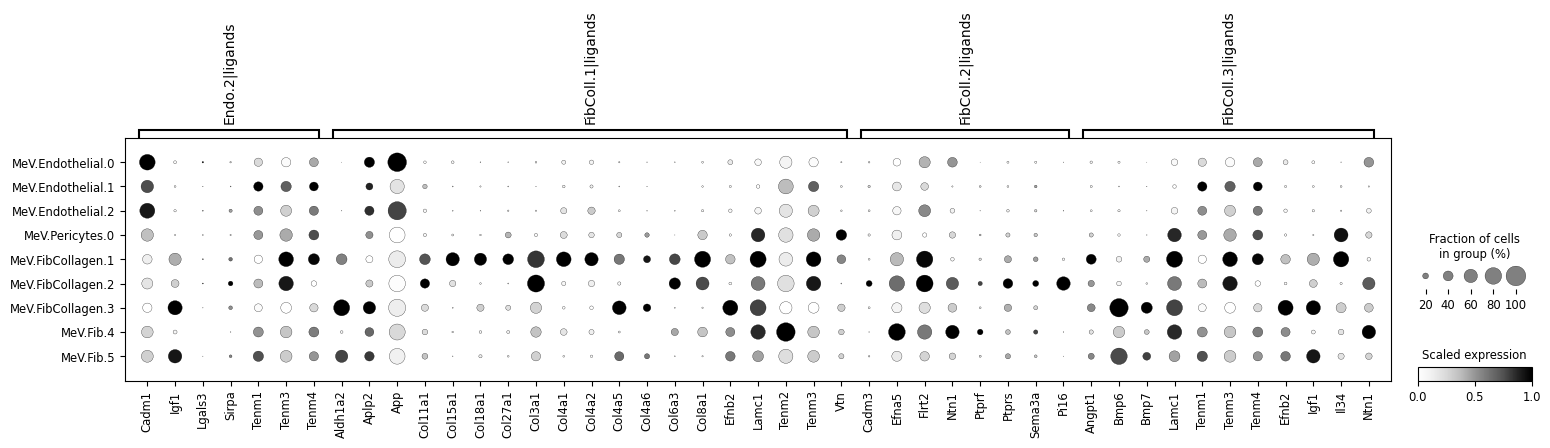 Endo.2|ligands
FibColl.1|ligands
FibColl.2|ligands
FibColl.3|ligands
MeV.Endothelial.0
MeV.Endothelial.1
MeV.Endothelial.2
MeV.Pericytes.0
MeV.FibCollagen.1
MeV.FibCollagen.2
MeV.FibCollagen.3
MeV.Fib.4
MeV.Fib.5
Cadm1
Igf1
Lgals3
Sirpa
Tenm1
Tenm3
Tenm4
Aldh1a2
Aplp2
App
Col11a1
Col15a1
Col18a1
Col27a1
Col3a1
Col4a1
Col4a2
Col4a5
Col4a6
Col6a3
Col8a1
Efnb2
Lamc1
Tenm2
Tenm3
Vtn
Cadm3
Efna5
Flrt2
Ntn1
Ptprf
Ptprs
Sema3a
Pi16
Angpt1
Bmp6
Bmp7
Lamc1
Tenm1
Tenm3
Tenm4
Efnb2
Igf1
Il34
Ntn1
Fraction of cells
in group (%)
20 40 60 80 100
Scaled expression
0.0 0.5 1.0